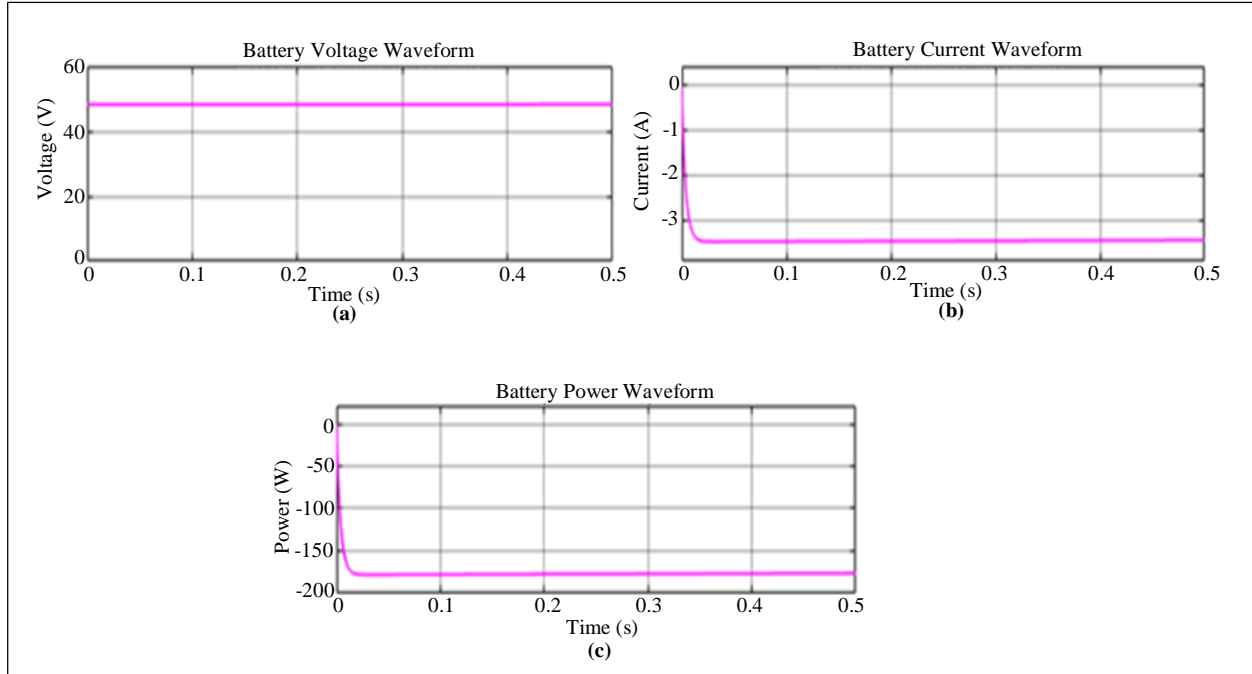 Battery Voltage Waveform
60
40
20
0
Voltage (V)
0 0.1 0.2 0.3 0.4 0.5
Time (s)
(a)
Battery Current Waveform
0
-1
-2
-3
Current (A)
0 0.1 0.2 0.3 0.4 0.5
Time (s)
(b)
Battery Power Waveform
0
-50
-100
-150
-200
Power (W)
0 0.1 0.2 0.3 0.4 0.5
Time (s)
(c)